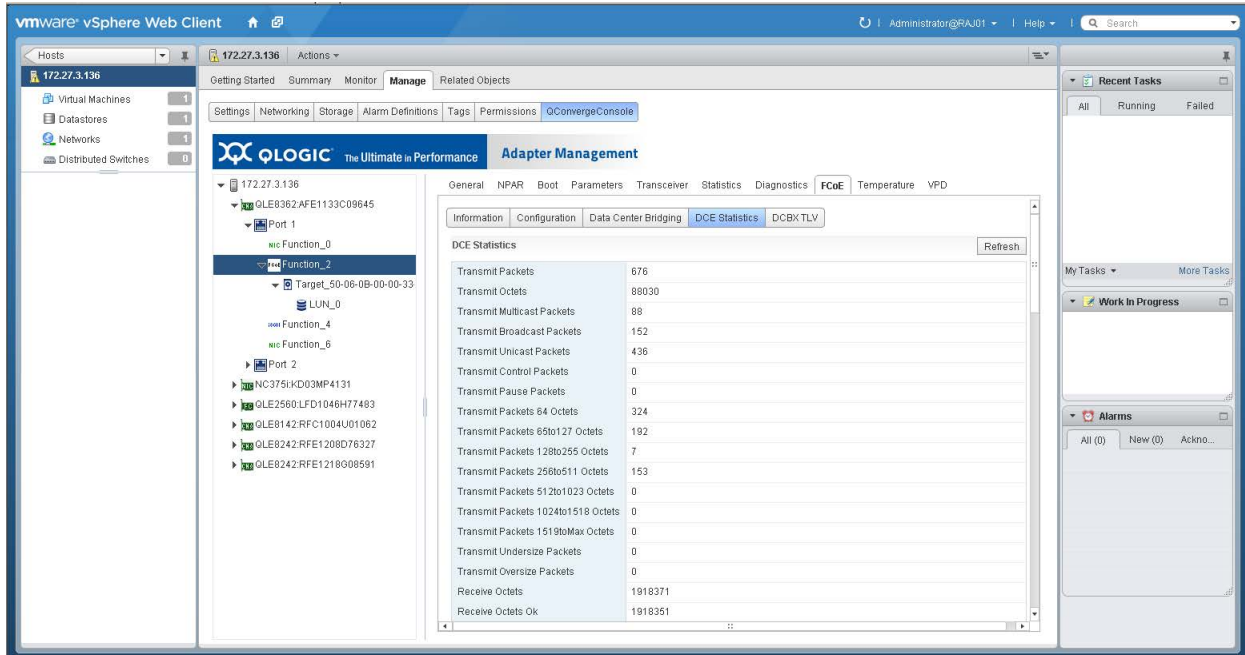 vmware® vSphere Web Client
Administrator@RAJ01 | Help | Search
Hosts
172.27.3.136
Virtual Machines 1
Datastores 1
Networks 1
Distributed Switches 0
172.27.3.136 Actions
Getting Started Summary Monitor Manage Related Objects
Settings Networking Storage Alarm Definitions Tags Permissions QConvergeConsole
QLOGIC® The Ultimate in Performance Adapter Management
172.27.3.136
QLE8362:AFE1133C09645
Port 1
NIC Function_0
FCoE Function_2
Target_50-06-0B-00-00-33
LUN_0
Function_4
NIC Function_6
Port 2
NC375i:KD03MP4131
QLE2560:LFD1046H77483
QLE8142:RFC1004U01062
QLE8242:RFE1208D76327
QLE8242:RFE1218G08591
General NPAR Boot Parameters Transceiver Statistics Diagnostics FCoE Temperature VPD
Information Configuration Data Center Bridging DCE Statistics DCBX TLV
DCE Statistics Refresh
Transmit Packets 676
Transmit Octets 88030
Transmit Multicast Packets 88
Transmit Broadcast Packets 152
Transmit Unicast Packets 436
Transmit Control Packets 0
Transmit Pause Packets 0
Transmit Packets 64 Octets 324
Transmit Packets 65to127 Octets 192
Transmit Packets 128to255 Octets 7
Transmit Packets 256to511 Octets 153
Transmit Packets 512to1023 Octets 0
Transmit Packets 1024to1518 Octets 0
Transmit Packets 1519toMax Octets 0
Transmit Undersize Packets 0
Transmit Oversize Packets 0
Receive Octets 1918371
Receive Octets Ok 1918351
Recent Tasks
All Running Failed
My Tasks More Tasks
Work In Progress
Alarms
All (0) New (0) Ackno...